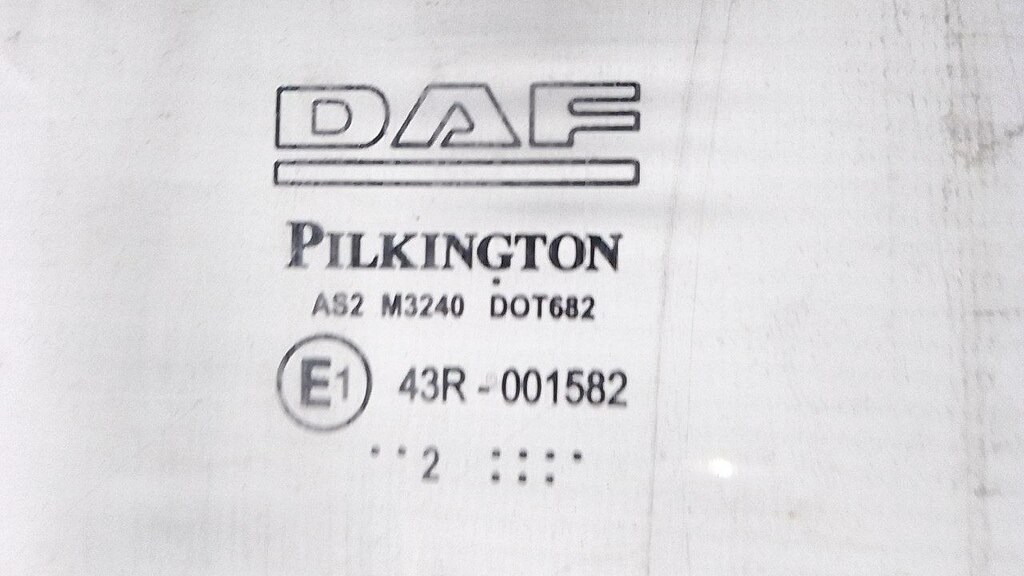 DAF
PILKINGTON
AS2 M3240 DOT682
E1 43R-001582
··2 ::::·